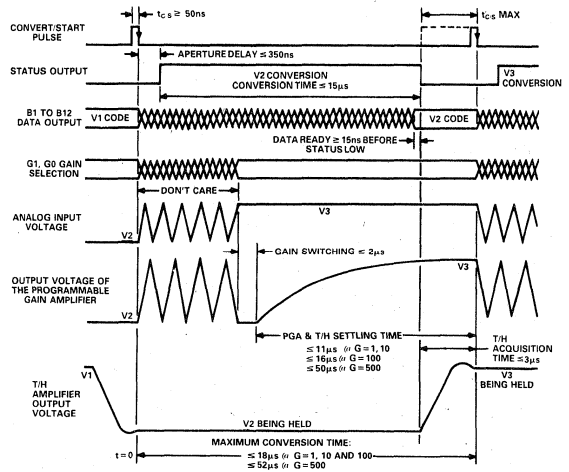 CONVERT/START
PULSE
tCS ≥ 50ns
tCS MAX
APERTURE DELAY ≤ 350ns
STATUS OUTPUT
V2 CONVERSION
CONVERSION TIME ≤ 15μs
V3
CONVERSION
B1 TO B12
DATA OUTPUT
V1 CODE
V2 CODE
DATA READY ≥ 15ns BEFORE
STATUS LOW
G1, G0 GAIN
SELECTION
DON'T CARE
ANALOG INPUT
VOLTAGE
V2
V3
GAIN SWITCHING ≤ 2μs
OUTPUT VOLTAGE OF
THE PROGRAMMABLE
GAIN AMPLIFIER
V2
V3
PGA & T/H SETTLING TIME
≤ 11μs @ G = 1, 10
≤ 16μs @ G = 100
≤ 50μs @ G = 500
T/H
ACQUISITION
TIME ≤ 3μs
V1
T/H
AMPLIFIER
OUTPUT
VOLTAGE
V3
BEING HELD
V2 BEING HELD
t = 0
MAXIMUM CONVERSION TIME:
≤ 18μs @ G = 1, 10 AND 100
≤ 52μs @ G = 500